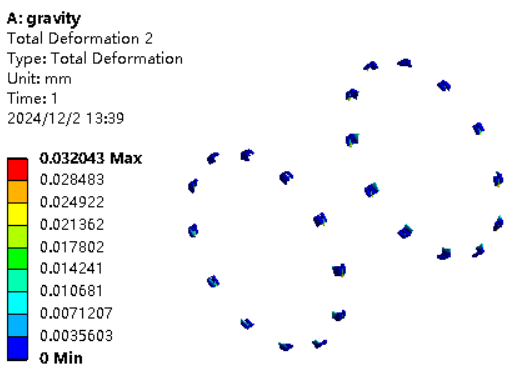 A: gravity
Total Deformation 2
Type: Total Deformation
Unit: mm
Time: 1
2024/12/2 13:39
0.032043 Max
0.028483
0.024922
0.021362
0.017802
0.014241
0.010681
0.0071207
0.0035603
0 Min